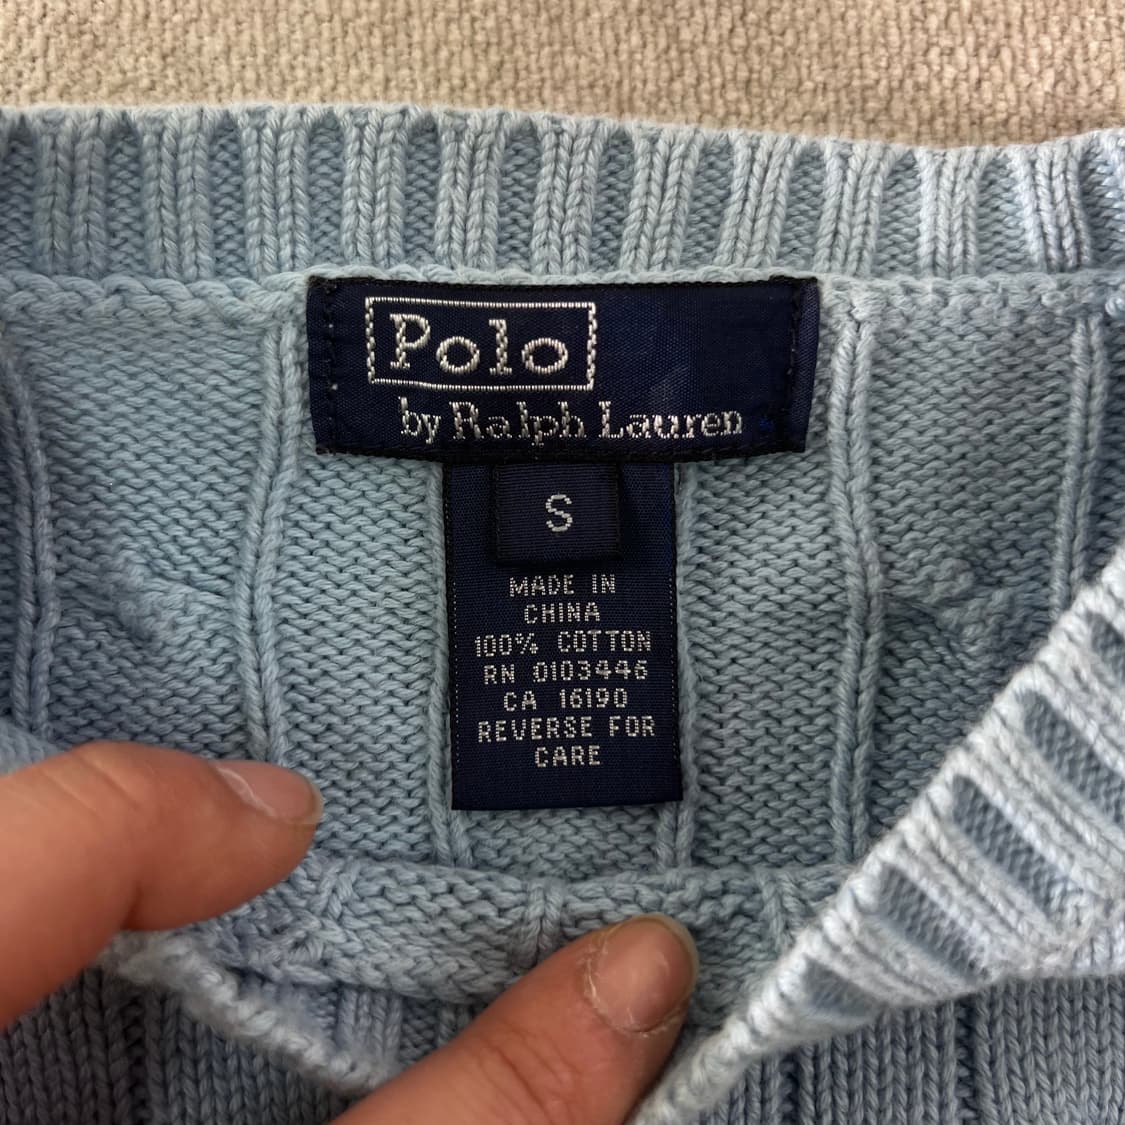 Polo
by Ralph Lauren
S
MADE IN
CHINA
100% COTTON
RN 0103446
CA 16190
REVERSE FOR
CARE